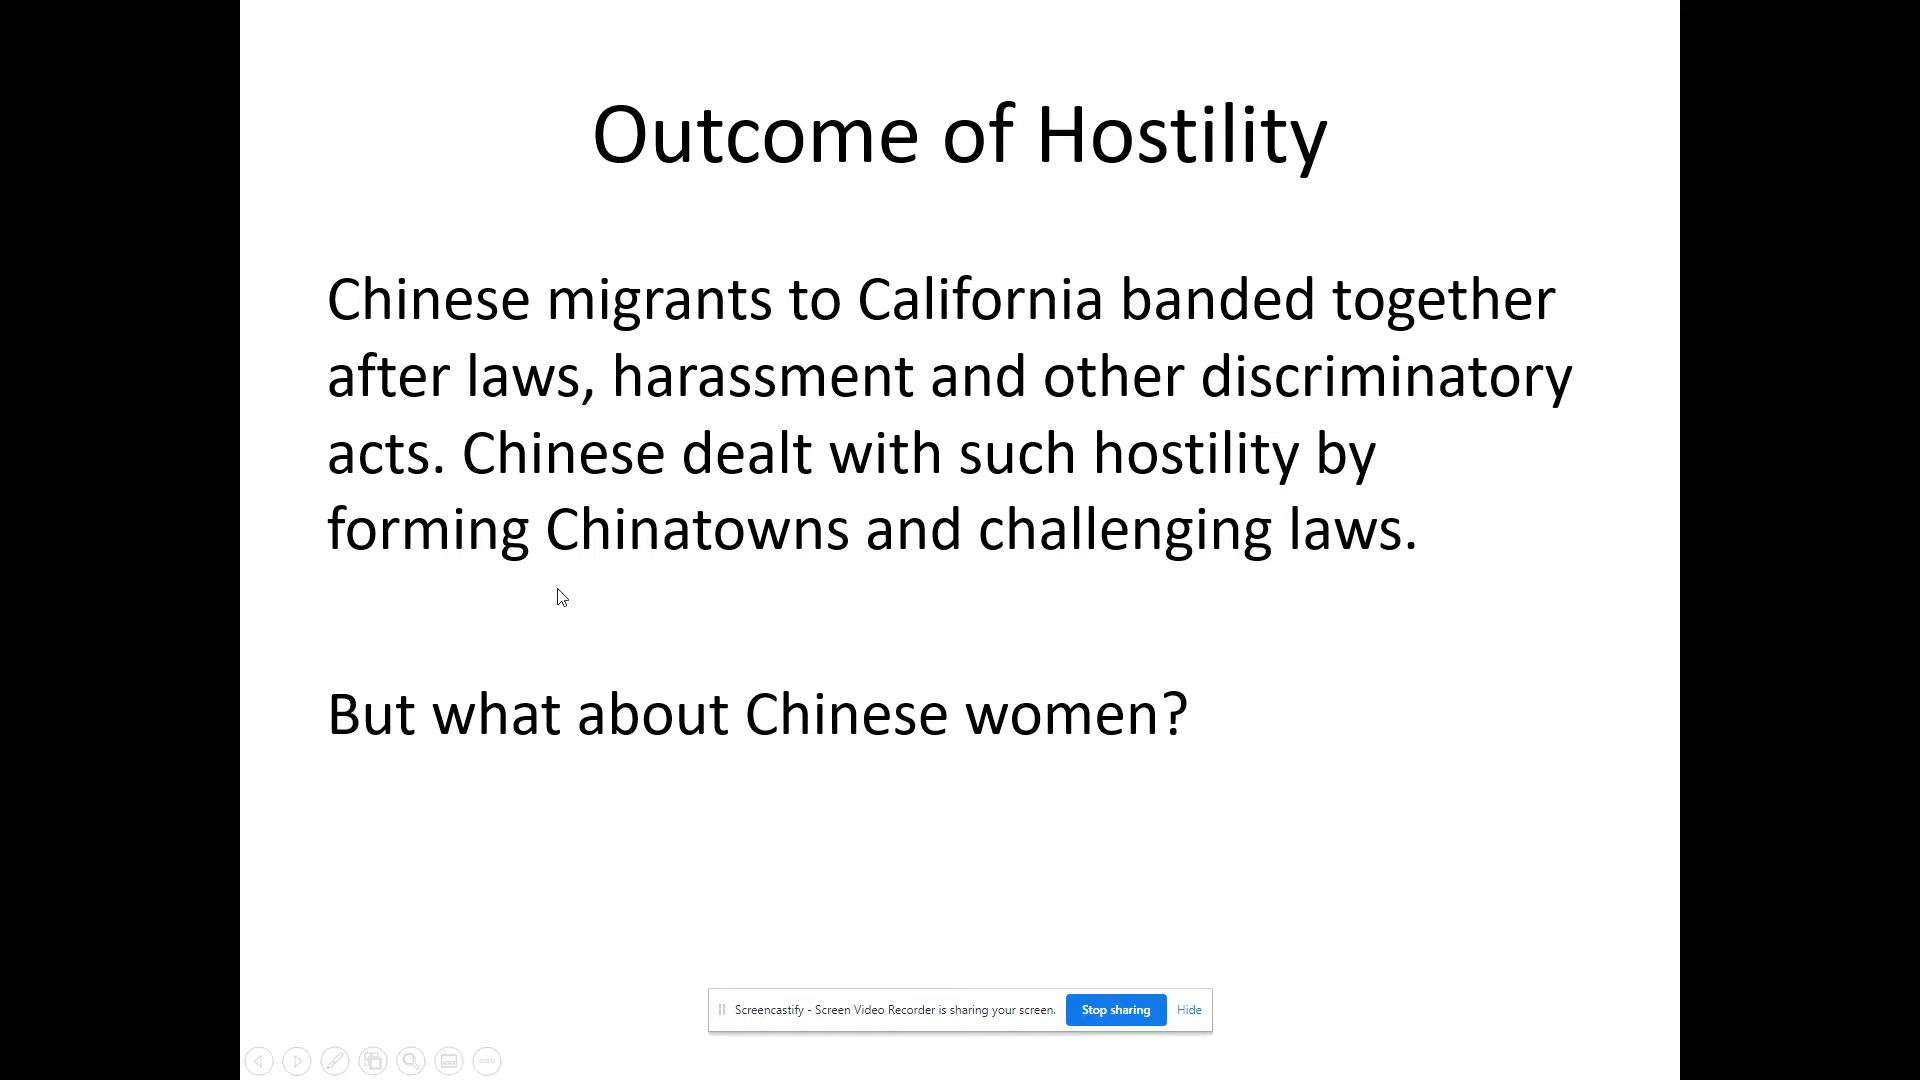 Outcome of Hostility
Chinese migrants to California banded together
after laws, harassment and other discriminatory
acts. Chinese dealt with such hostility by
forming Chinatowns and challenging laws.
But what about Chinese women?
Screencastify - Screen Video Recorder is sharing your screen. Stop sharing Hide